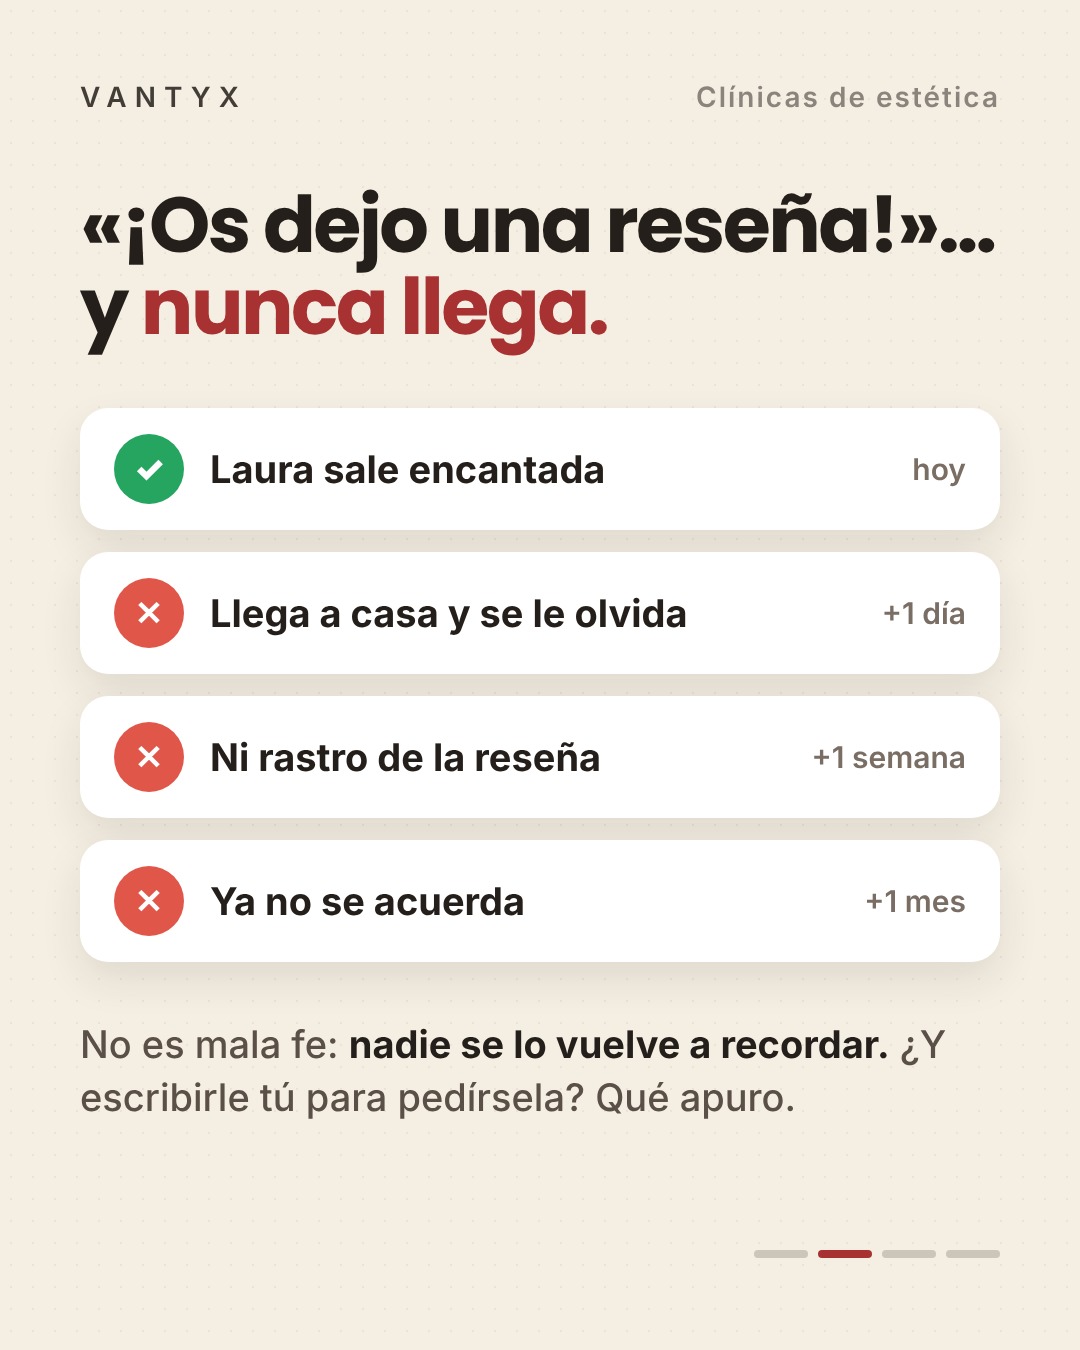 VANTYX
Clínicas de estética
«¡Os dejo una reseña!»...
y nunca llega.
Laura sale encantada
hoy
Llega a casa y se le olvida
+1 día
Ni rastro de la reseña
+1 semana
Ya no se acuerda
+1 mes
No es mala fe: nadie se lo vuelve a recordar. ¿Y
escribirle tú para pedírsela? Qué apuro.